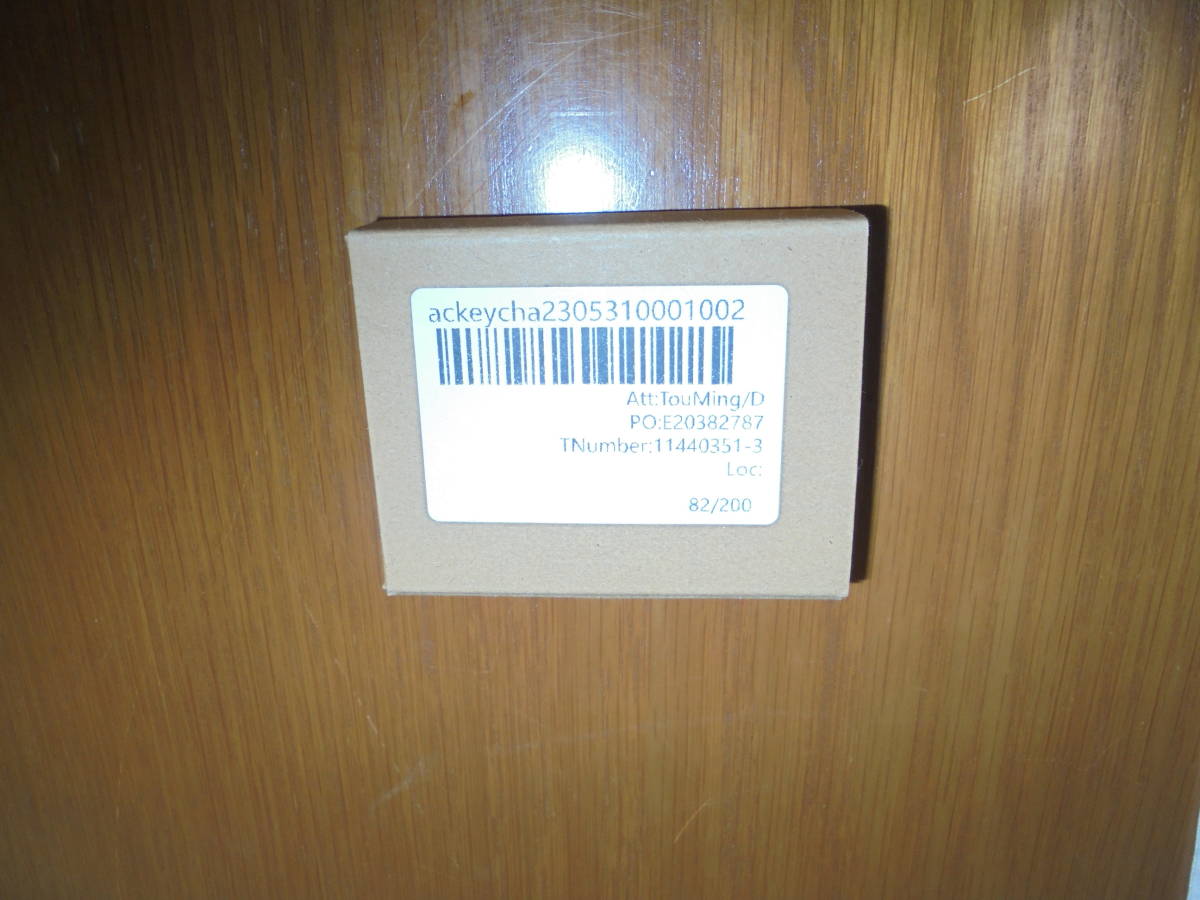 ackeycha2305310001002
Att:TouMing/D
PO:E20382787
TNumber:11440351-3
Loc:
82/200